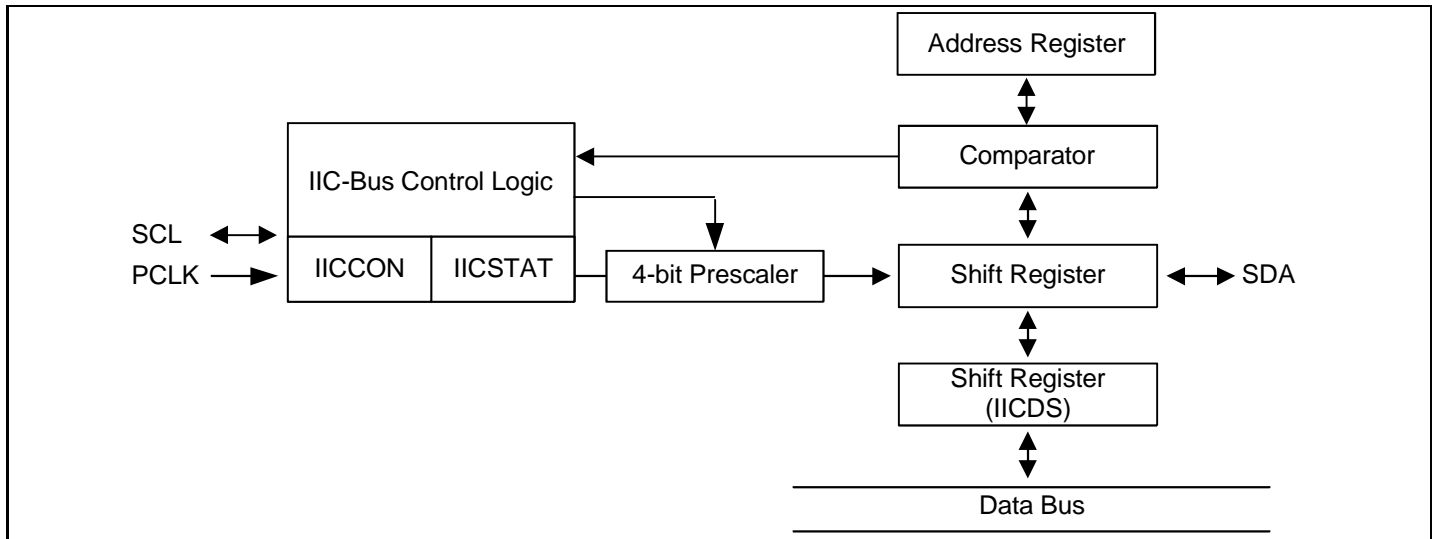 Address Register
Comparator
IIC-Bus Control Logic
SCL
PCLK
IICCON
IICSTAT
4-bit Prescaler
Shift Register
SDA
Shift Register
(IICDS)
Data Bus